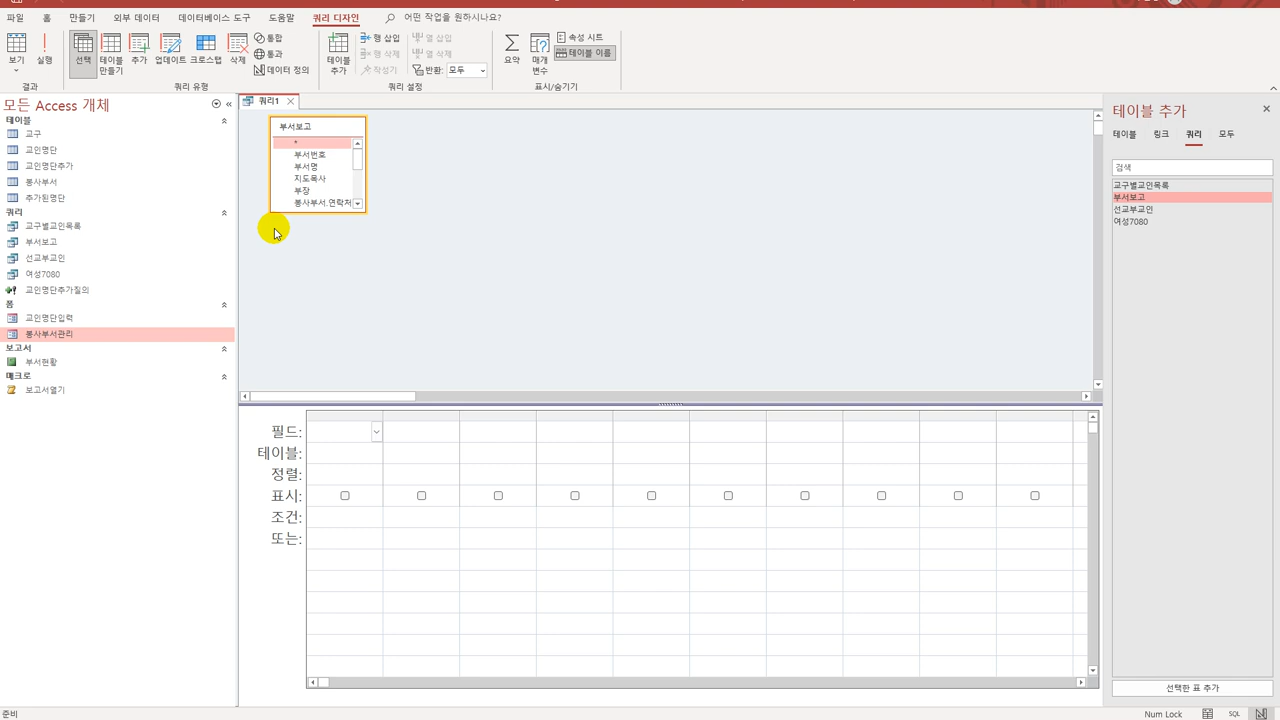 파일 홈 만들기 외부 데이터 데이터베이스 도구 도움말 쿼리 디자인 어떤 작업을 원하시나요?
보기 실행 선택 테이블 만들기 추가 업데이트 크로스탭 삭제 통합 통과 데이터 정의 테이블 추가 행 삽입 행 삭제 작성기 열 삽입 열 삭제 반환: 모두 요약 매개 변수 속성 시트 테이블 이름
결과 쿼리 유형 쿼리 설정 표시/숨기기
모든 Access 개체
테이블
교구
교인명단
교인명단추가
봉사부서
추가된명단
쿼리
교구별교인목록
부서보고
선교부교인
여성7080
교인명단추가질의
폼
교인명단입력
봉사부서관리
보고서
부서현황
매크로
보고서열기
쿼리1
부서보고
*
부서번호
부서명
지도목사
부장
봉사부서.연락처
필드:
테이블:
정렬:
표시:
조건:
또는:
테이블 추가
테이블 링크 쿼리 모두
검색
교구별교인목록
부서보고
선교부교인
여성7080
선택한 표 추가
준비
Num Lock SQL